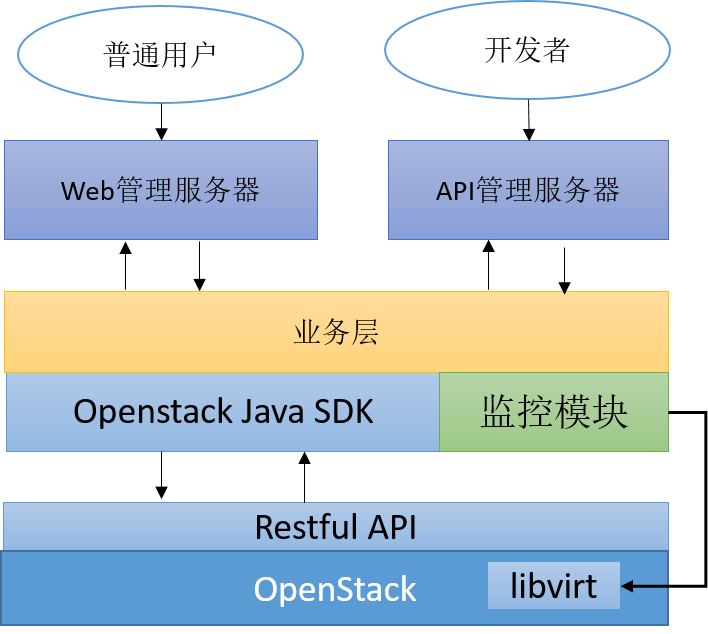 普通用户
开发者
Web管理服务器
API管理服务器
业务层
Openstack Java SDK
监控模块
Restful API
OpenStack
libvirt